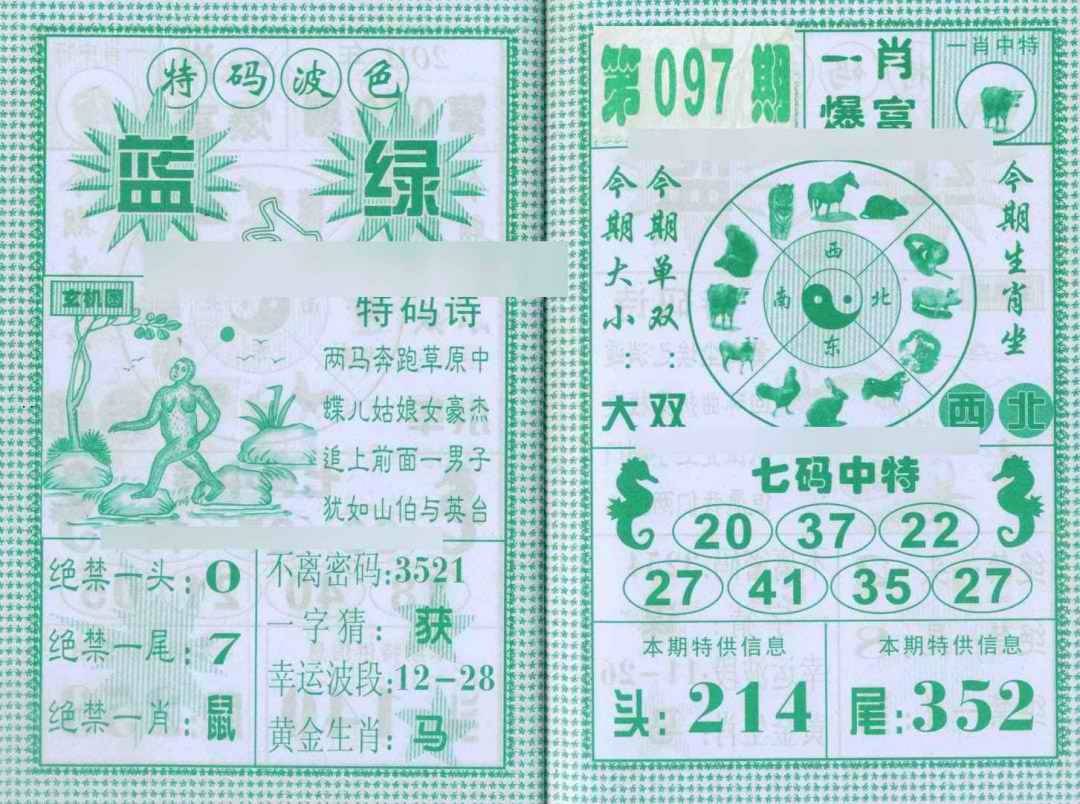 特码波色
蓝 绿
玄机图
特码诗
两马奔跑草原中
蝶儿姑娘女豪杰
追上前面一男子
犹如山伯与英台
绝禁一头:0
绝禁一尾:7
绝禁一肖:鼠
不离密码:3521
一字猜:获
幸运波段:12-28
黄金生肖:马
第097期
一肖
爆富
一肖中特
今期大小:大
今期单双:双
西
南 北
东
今期生肖坐
西北
七码中特
20 37 22
27 41 35 27
本期特供信息
头:214
本期特供信息
尾:352